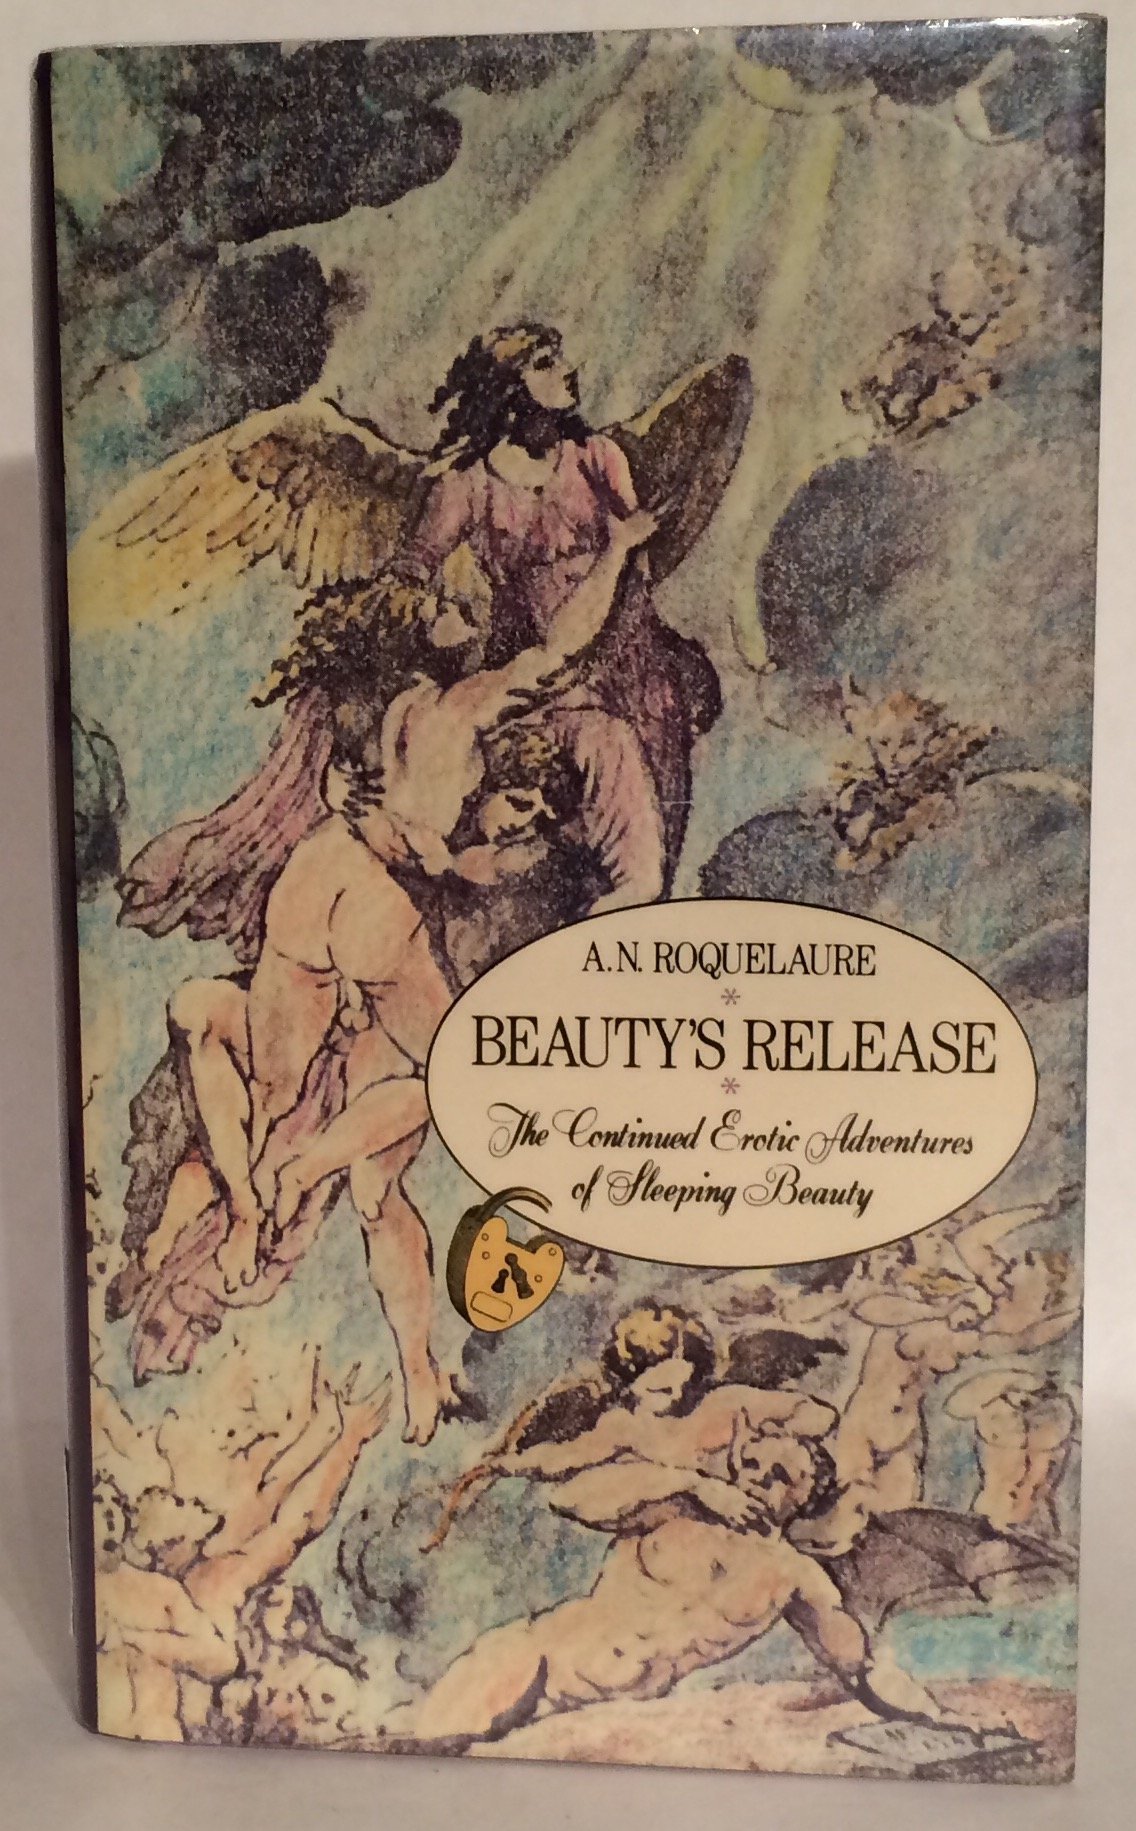 A.N. ROQUELAURE
*
BEAUTY'S RELEASE
*
The Continued Erotic Adventures
of Sleeping Beauty